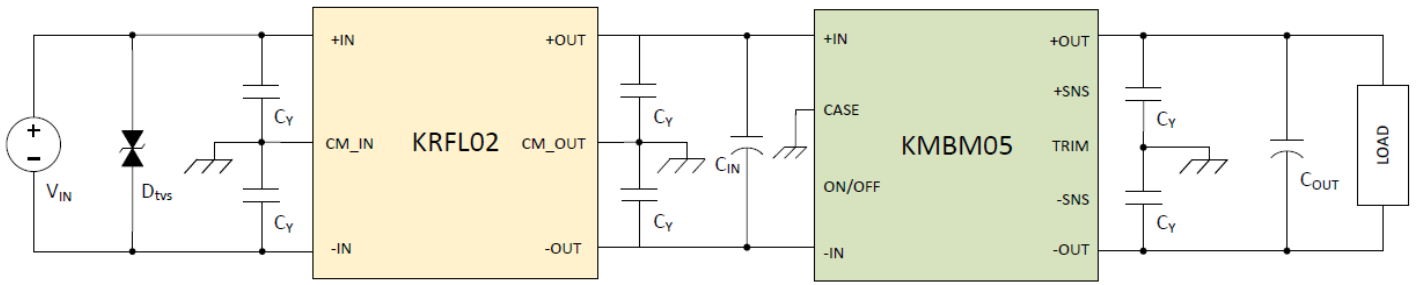 +
-
V_IN
D_tvs
C_Y
C_Y
+IN
CM_IN
-IN
KRFL02
+OUT
CM_OUT
-OUT
C_Y
C_Y
C_IN
+IN
CASE
ON/OFF
-IN
KMBM05
+OUT
+SNS
TRIM
-SNS
-OUT
C_Y
C_Y
C_OUT
LOAD